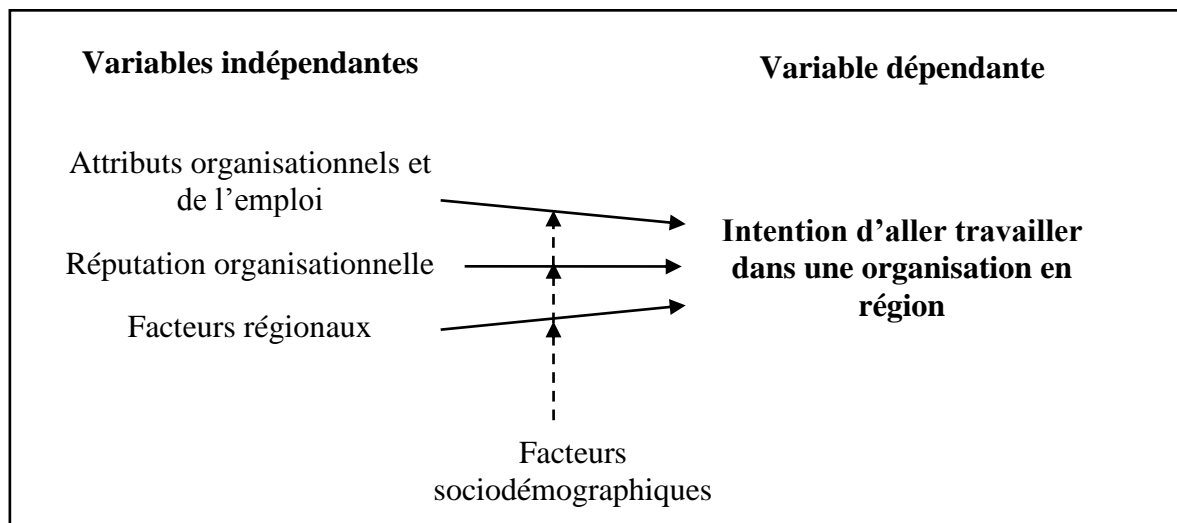 Variables indépendantes
Variable dépendante
Attributs organisationnels et
de l’emploi
Réputation organisationnelle
Facteurs régionaux
Intention d’aller travailler
dans une organisation en
région
Facteurs
sociodémographiques